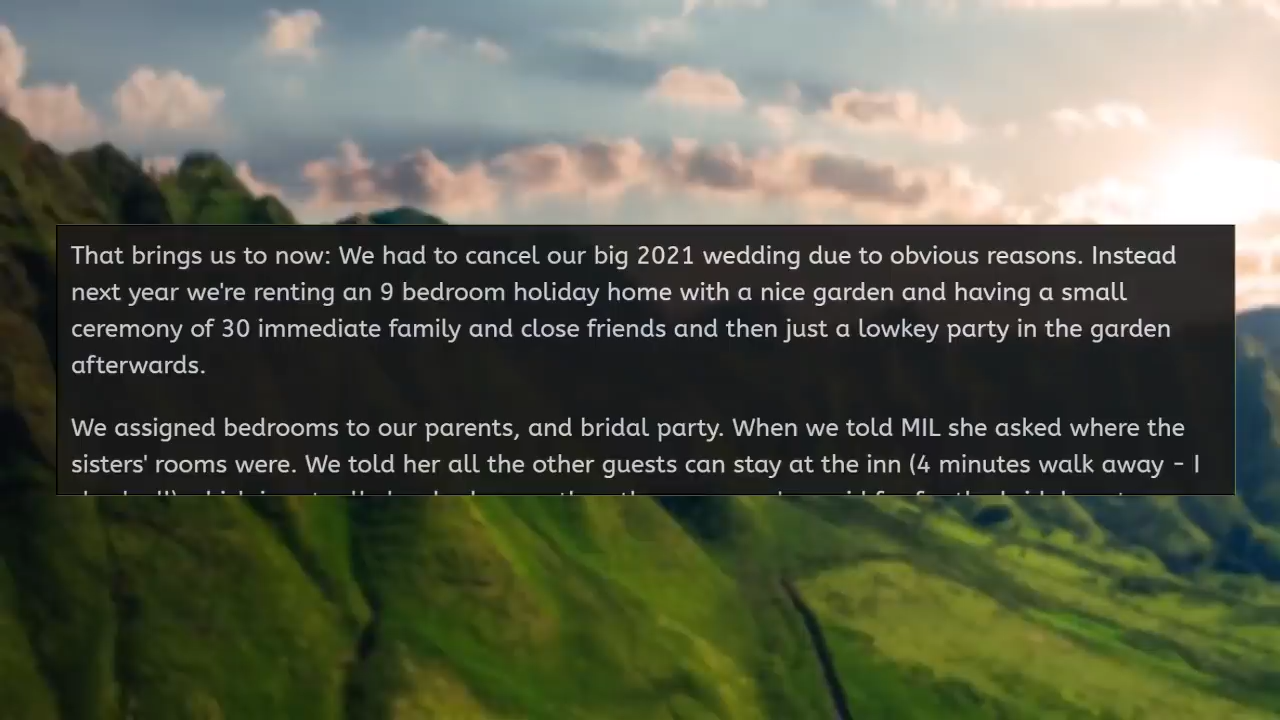 That brings us to now: We had to cancel our big 2021 wedding due to obvious reasons. Instead
next year we're renting an 9 bedroom holiday home with a nice garden and having a small
ceremony of 30 immediate family and close friends and then just a lowkey party in the garden
afterwards.
We assigned bedrooms to our parents, and bridal party. When we told MIL she asked where the
sisters' rooms were. We told her all the other guests can stay at the inn (4 minutes walk away - I